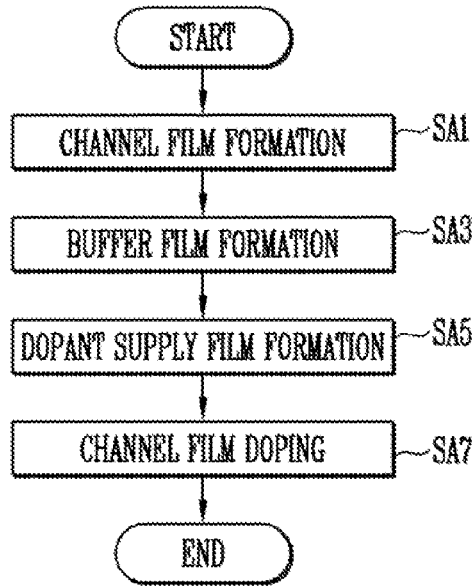 START
CHANNEL FILM FORMATION
SA1
BUFFER FILM FORMATION
SA3
DOPANT SUPPLY FILM FORMATION
SA5
CHANNEL FILM DOPING
SA7
END